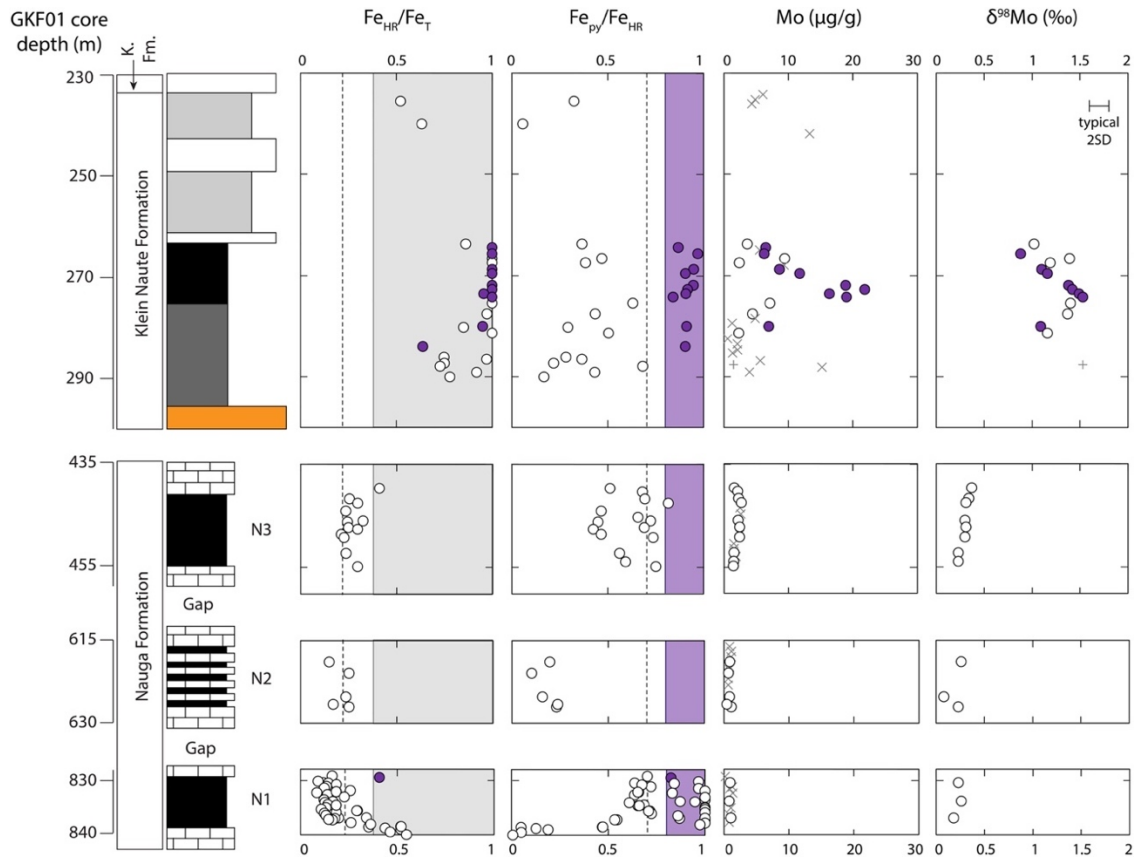 GKF01 core
depth (m)
K.
Fm.
Fe_HR/Fe_T
Fe_py/Fe_HR
Mo (µg/g)
δ⁹⁸Mo (‰)
0 0.5 1
0 0.5 1
0 10 20 30
0 0.5 1 1.5 2
230
250
270
290
Klein Naute Formation
typical
2SD
435
455
N3
Gap
615
630
N2
Nauga Formation
Gap
830
840
N1
0 0.5 1
0 0.5 1
0 10 20 30
0 0.5 1 1.5 2